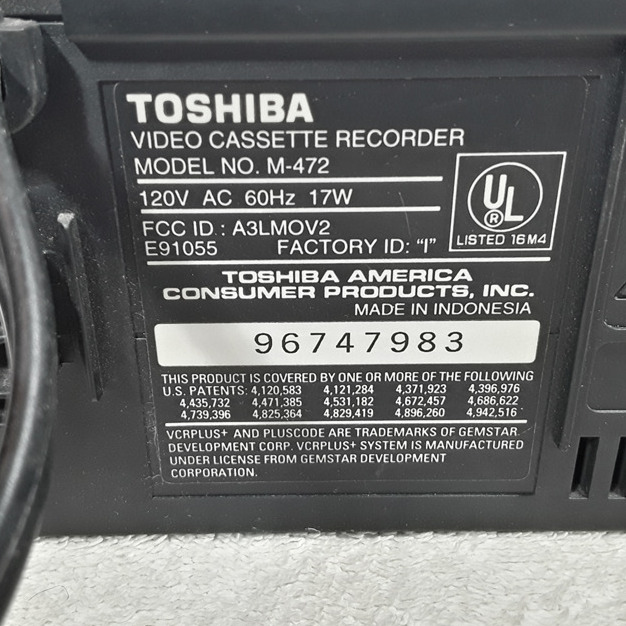 TOSHIBA
VIDEO CASSETTE RECORDER
MODEL NO. M-472
120V AC 60Hz 17W
FCC ID : A3LMOV2
E91055 FACTORY ID: "I"
UL
®
LISTED 16M4
TOSHIBA AMERICA
CONSUMER PRODUCTS, INC.
MADE IN INDONESIA
96747983
THIS PRODUCT IS COVERED BY ONE OR MORE OF THE FOLLOWING
U.S. PATENTS: 4,120,583 4,121,284 4,371,923 4,396,976
4,435,732 4,471,385 4,531,182 4,672,457 4,686,622
4,739,396 4,825,364 4,829,419 4,896,260 4,942,516
VCRPLUS+ AND PLUSCODE ARE TRADEMARKS OF GEMSTAR
DEVELOPMENT CORP. VCRPLUS+ SYSTEM IS MANUFACTURED
UNDER LICENSE FROM GEMSTAR DEVELOPMENT
CORPORATION.